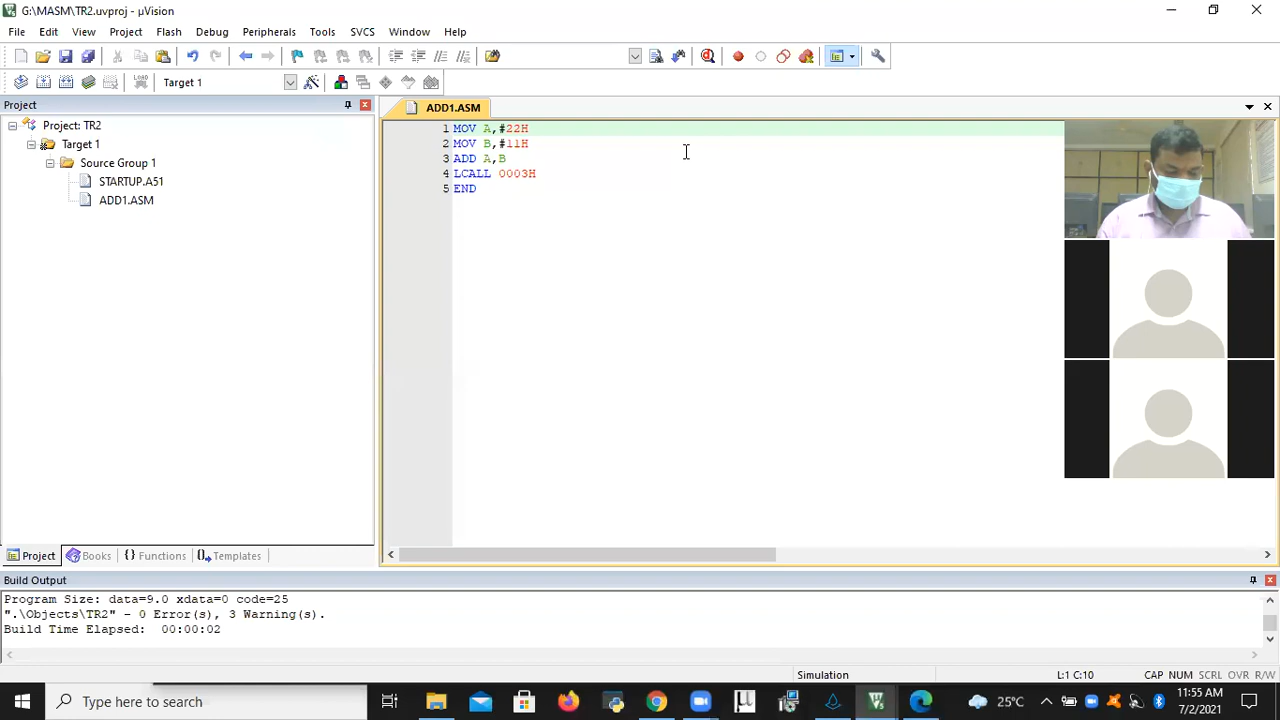 G:\MASM\TR2.uvproj - µVision
File Edit View Project Flash Debug Peripherals Tools SVCS Window Help
Target 1
Project
ADD1.ASM
Project: TR2
Target 1
Source Group 1
STARTUP.A51
ADD1.ASM
1 MOV A,#22H
2 MOV B,#11H
3 ADD A,B
4 LCALL 0003H
5 END
Project Books {} Functions Templates
Build Output
Program Size: data=9.0 xdata=0 code=25
".\Objects\TR2" - 0 Error(s), 3 Warning(s).
Build Time Elapsed:  00:00:02
Simulation L:1 C:10 CAP NUM SCRL OVR R/W
Type here to search
25°C
11:55 AM
7/2/2021